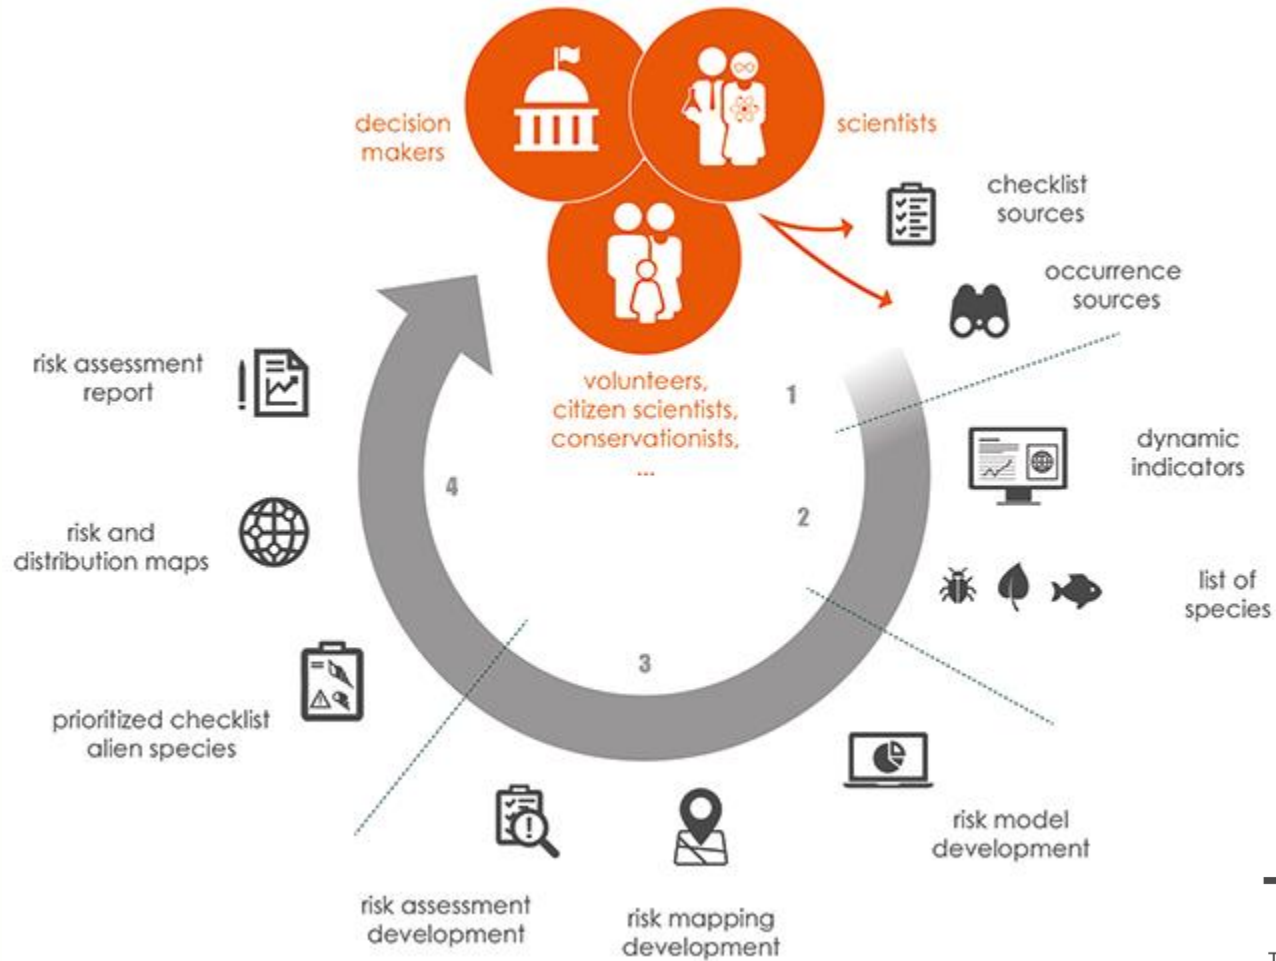 decision
makers
scientists
checklist
sources
occurrence
sources
volunteers,
citizen scientists,
conservationists,
...
1
dynamic
indicators
2
list of
species
risk model
development
3
risk mapping
development
risk assessment
development
4
prioritized checklist
alien species
risk and
distribution maps
risk assessment
report